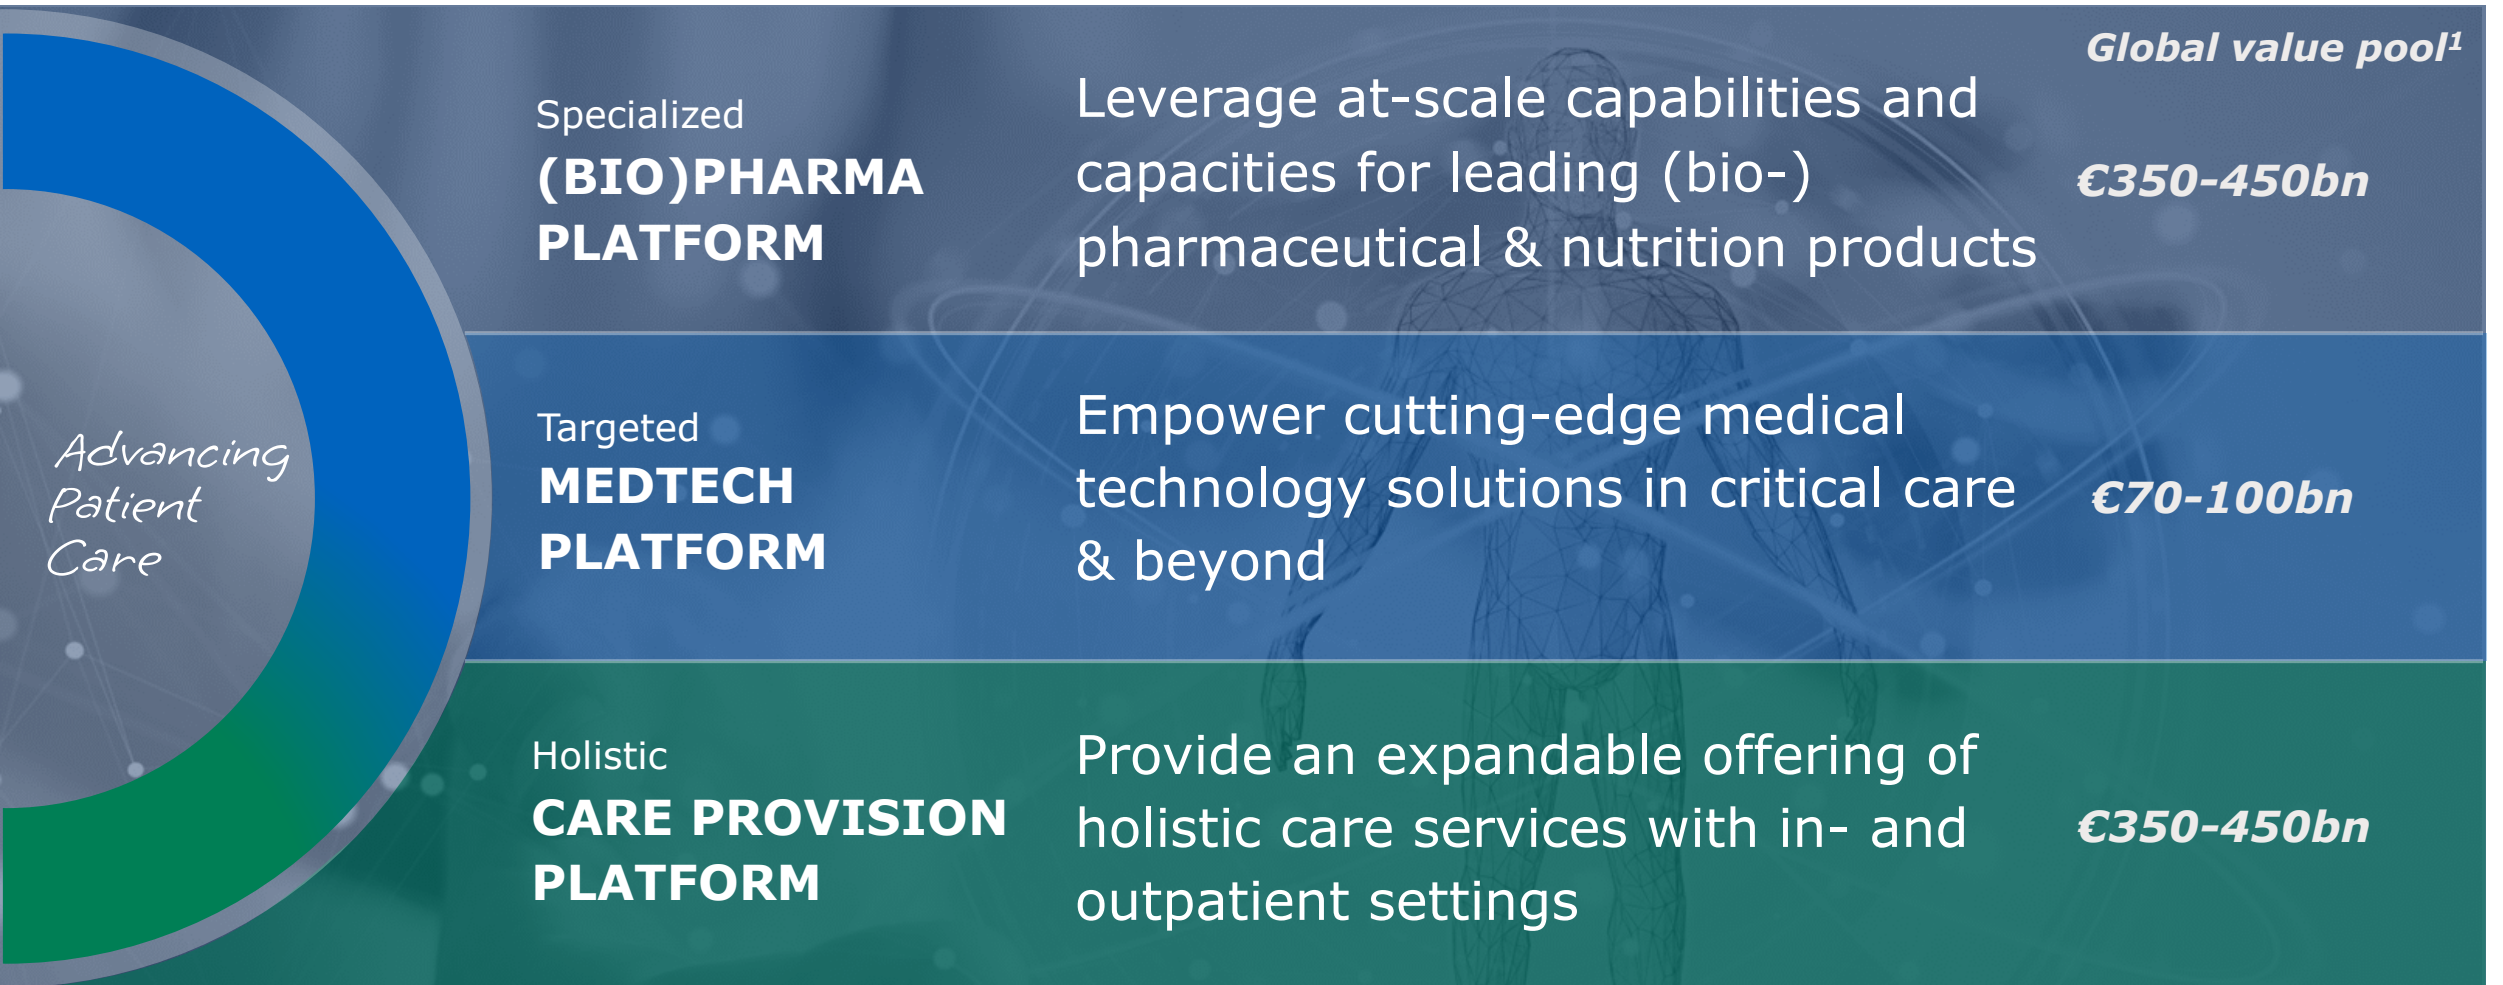 Global value pool¹
Specialized
(BIO)PHARMA
PLATFORM
Leverage at-scale capabilities and
capacities for leading (bio-)
pharmaceutical & nutrition products
€350-450bn
Advancing
Patient
Care
Targeted
MEDTECH
PLATFORM
Empower cutting-edge medical
technology solutions in critical care
& beyond
€70-100bn
Holistic
CARE PROVISION
PLATFORM
Provide an expandable offering of
holistic care services with in- and
outpatient settings
€350-450bn